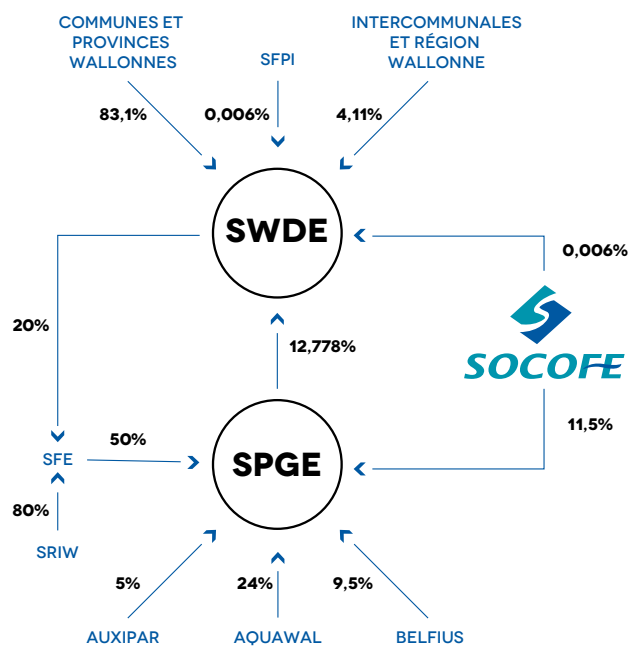 COMMUNES ET
PROVINCES
WALLONNES
SFPI
INTERCOMMUNALES
ET RÉGION
WALLONNE
83,1%
0,006%
4,11%
SWDE
0,006%
20%
12,778%
SOCOFE
11,5%
50%
SFE
SPGE
80%
SRIW
5%
24%
9,5%
AUXIPAR
AQUAWAL
BELFIUS